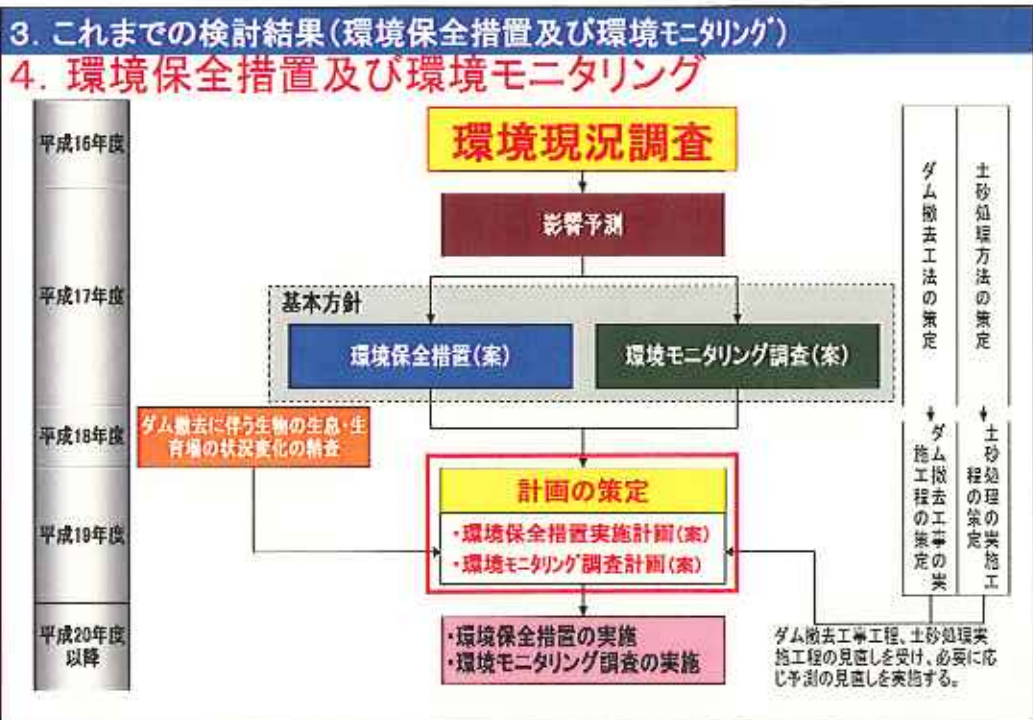 3. これまでの検討結果(環境保全措置及び環境モニタリング)
4. 環境保全措置及び環境モニタリング
平成16年度
平成17年度
平成18年度
平成19年度
平成20年度
以降
環境現況調査
影響予測
基本方針
環境保全措置(案)
環境モニタリング調査(案)
ダム撤去に伴う生物の生息・生
育場の状況変化の精査
計画の策定
・環境保全措置実施計画(案)
・環境モニタリング調査計画(案)
・環境保全措置の実施
・環境モニタリング調査の実施
ダム撤去工法の策定
土砂処理方法の策定
ダム撤去工事の実
施工程の策定
土砂処理の実施工
程の策定
ダム撤去工事工程、土砂処理実
施工程の見直しを受け、必要に応
じ予測の見直しを実施する。